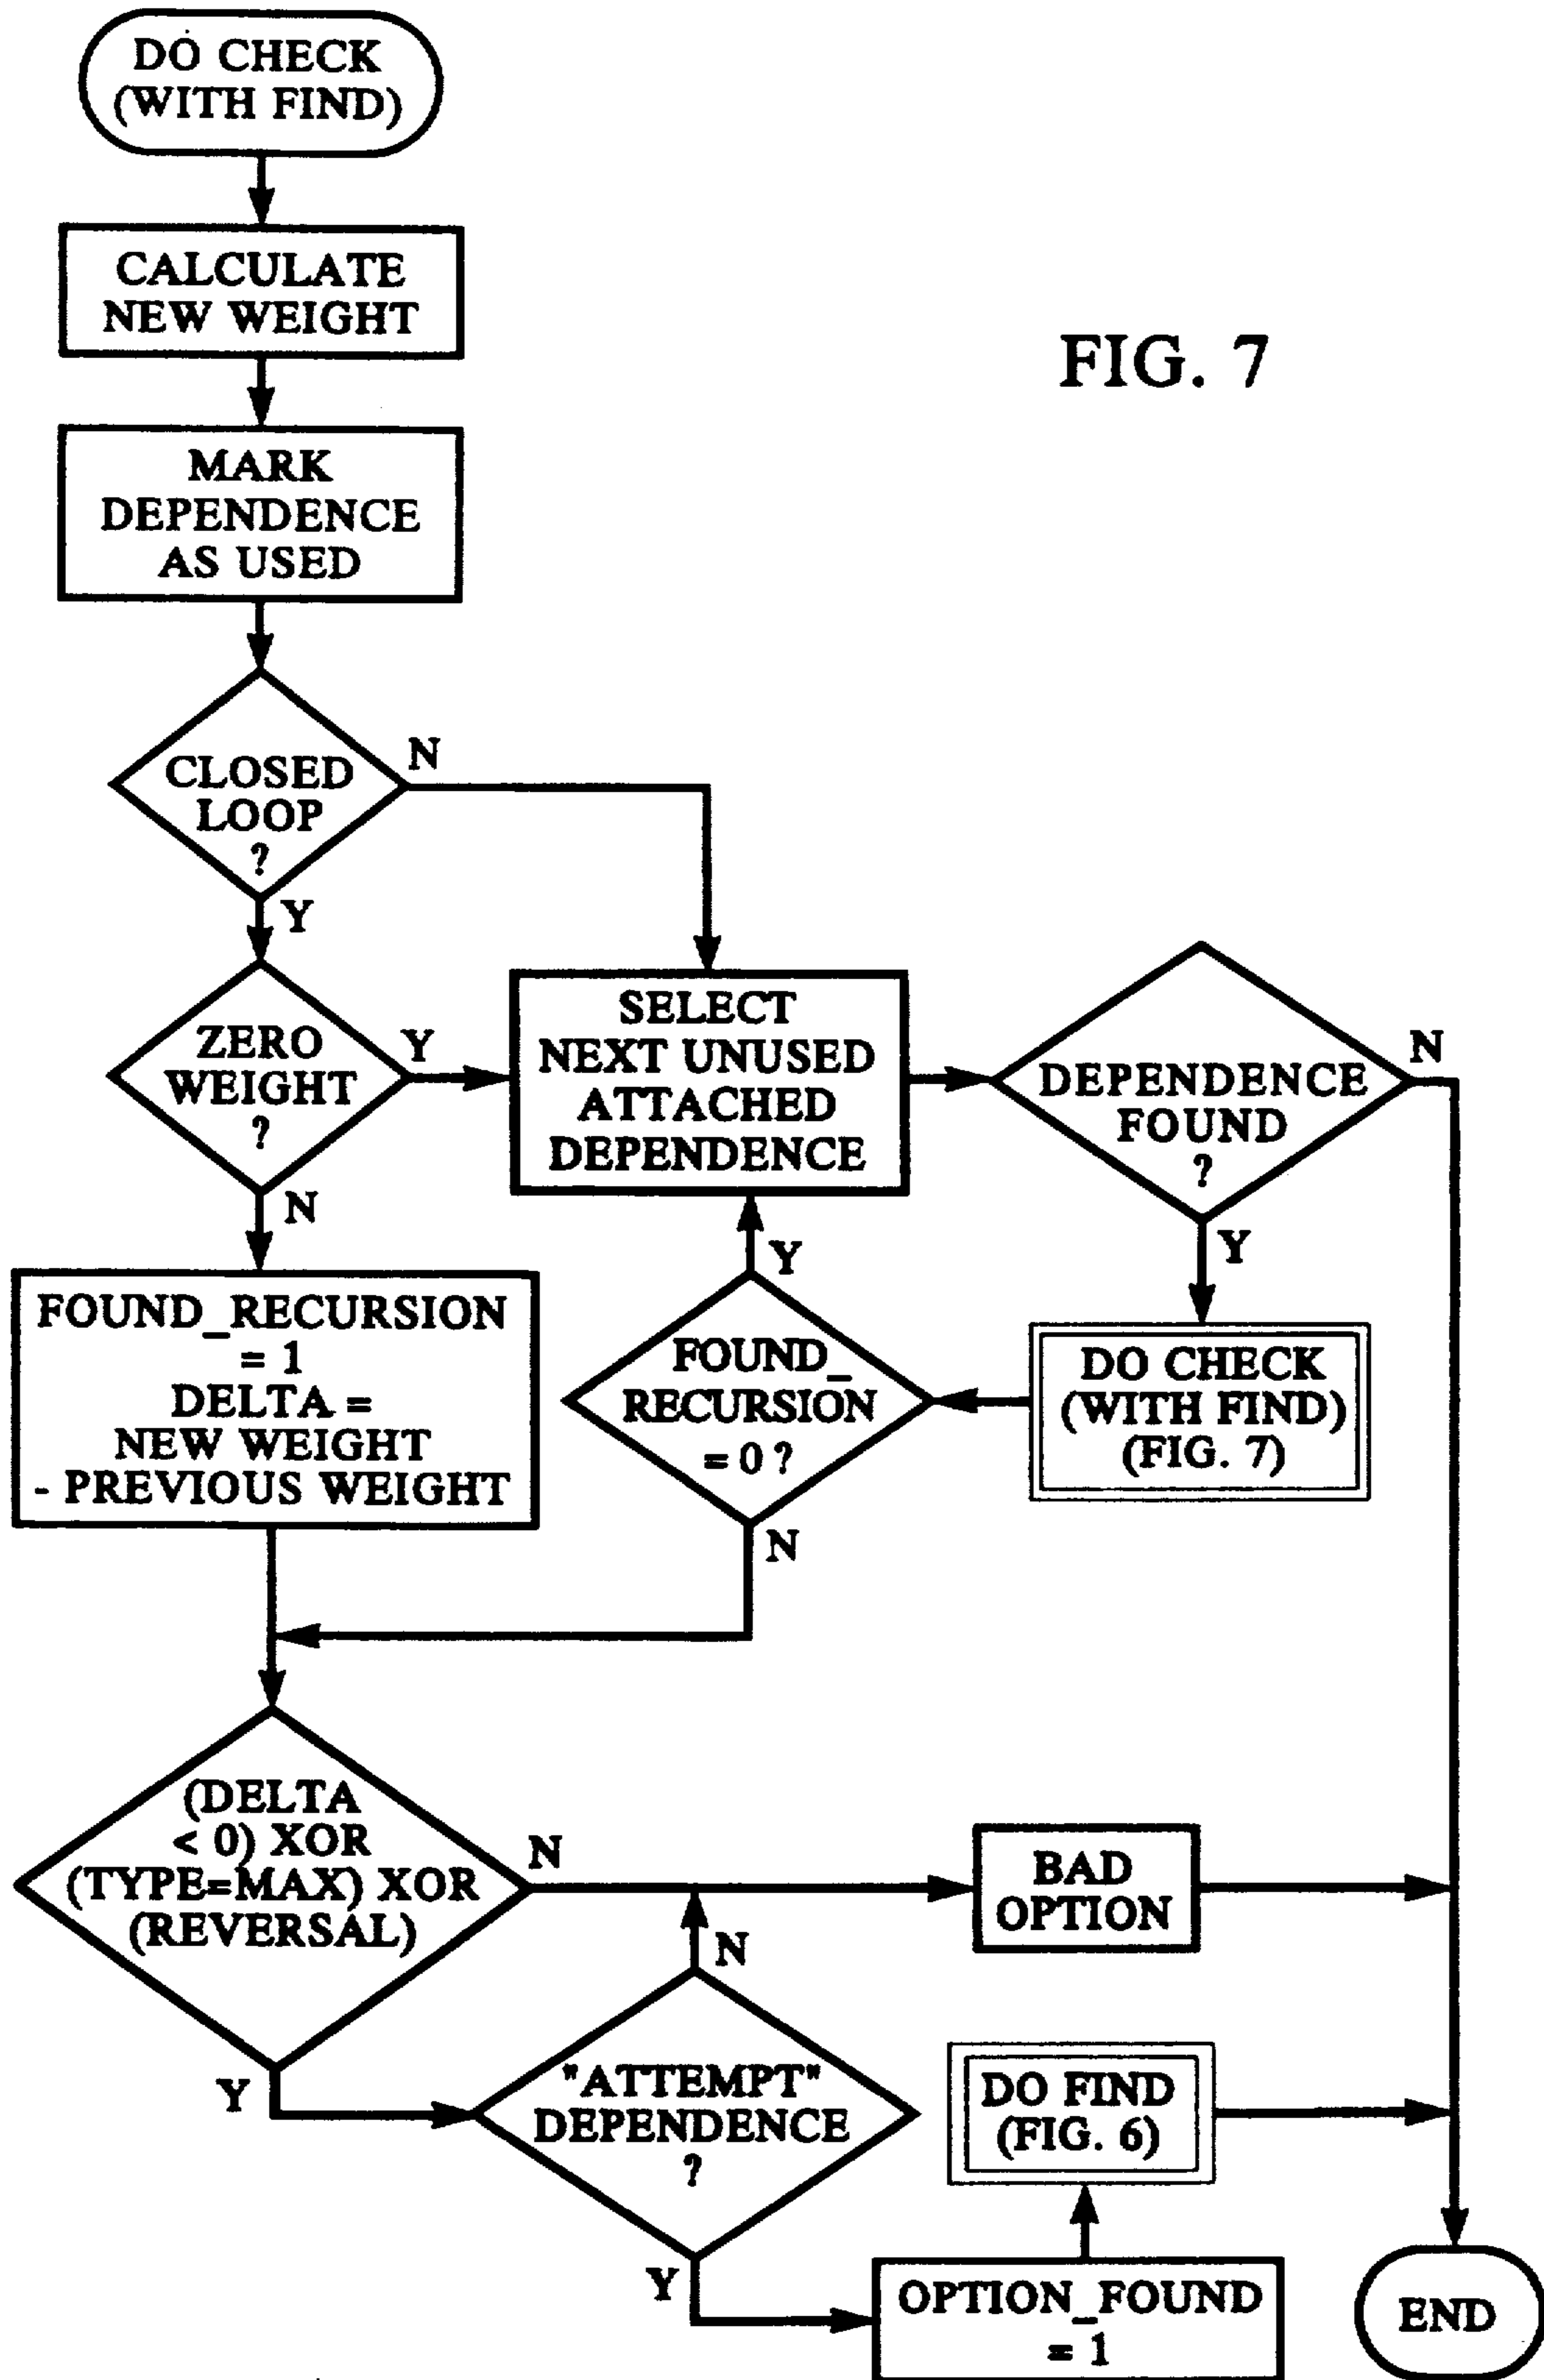 DO CHECK
(WITH FIND)
CALCULATE
NEW WEIGHT
FIG. 7
MARK
DEPENDENCE
AS USED
CLOSED
LOOP
?
N
Y
ZERO
WEIGHT
?
Y
N
SELECT
NEXT UNUSED
ATTACHED
DEPENDENCE
DEPENDENCE
FOUND
?
N
Y
FOUND_RECURSION
= 1
DELTA =
NEW WEIGHT
- PREVIOUS WEIGHT
FOUND_
RECURSION
= 0 ?
Y
N
DO CHECK
(WITH FIND)
(FIG. 7)
(DELTA
< 0) XOR
(TYPE=MAX) XOR
(REVERSAL)
N
Y
BAD
OPTION
"ATTEMPT"
DEPENDENCE
?
N
Y
DO FIND
(FIG. 6)
OPTION_FOUND
= 1
END